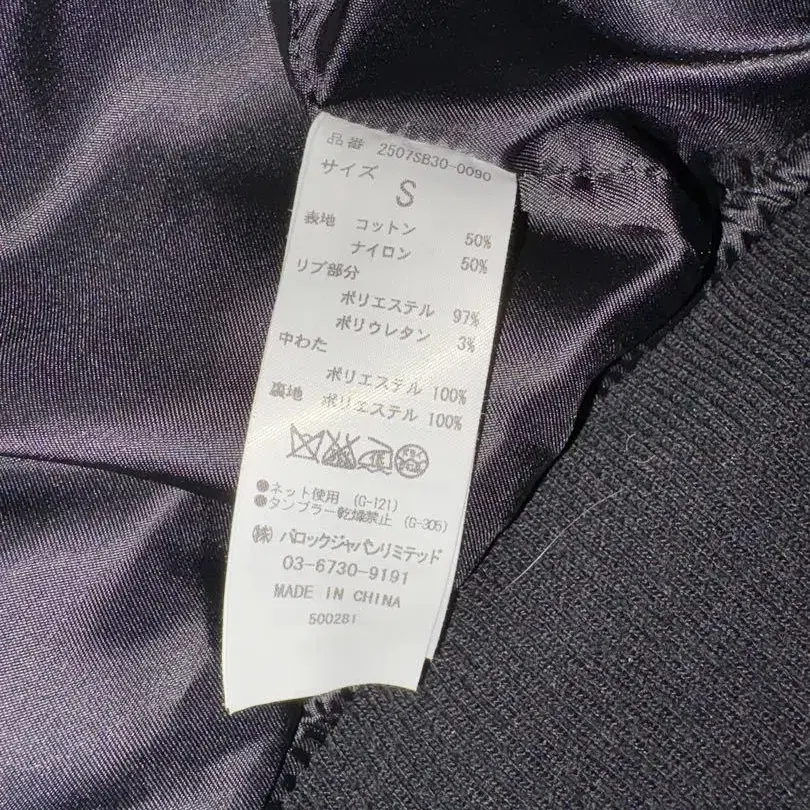 品番 2507SB30-0090
サイズ
S
表地 コットン 50%
ナイロン 50%
リブ部分
ポリエステル 97%
ポリウレタン 3%
中わた
ポリエステル 100%
裏地 ポリエステル 100%
●ネット使用 (G-121)
●タンブラー乾燥禁止 (G-305)
㈱ バロックジャパンリミテッド
03-6730-9191
MADE IN CHINA
500281